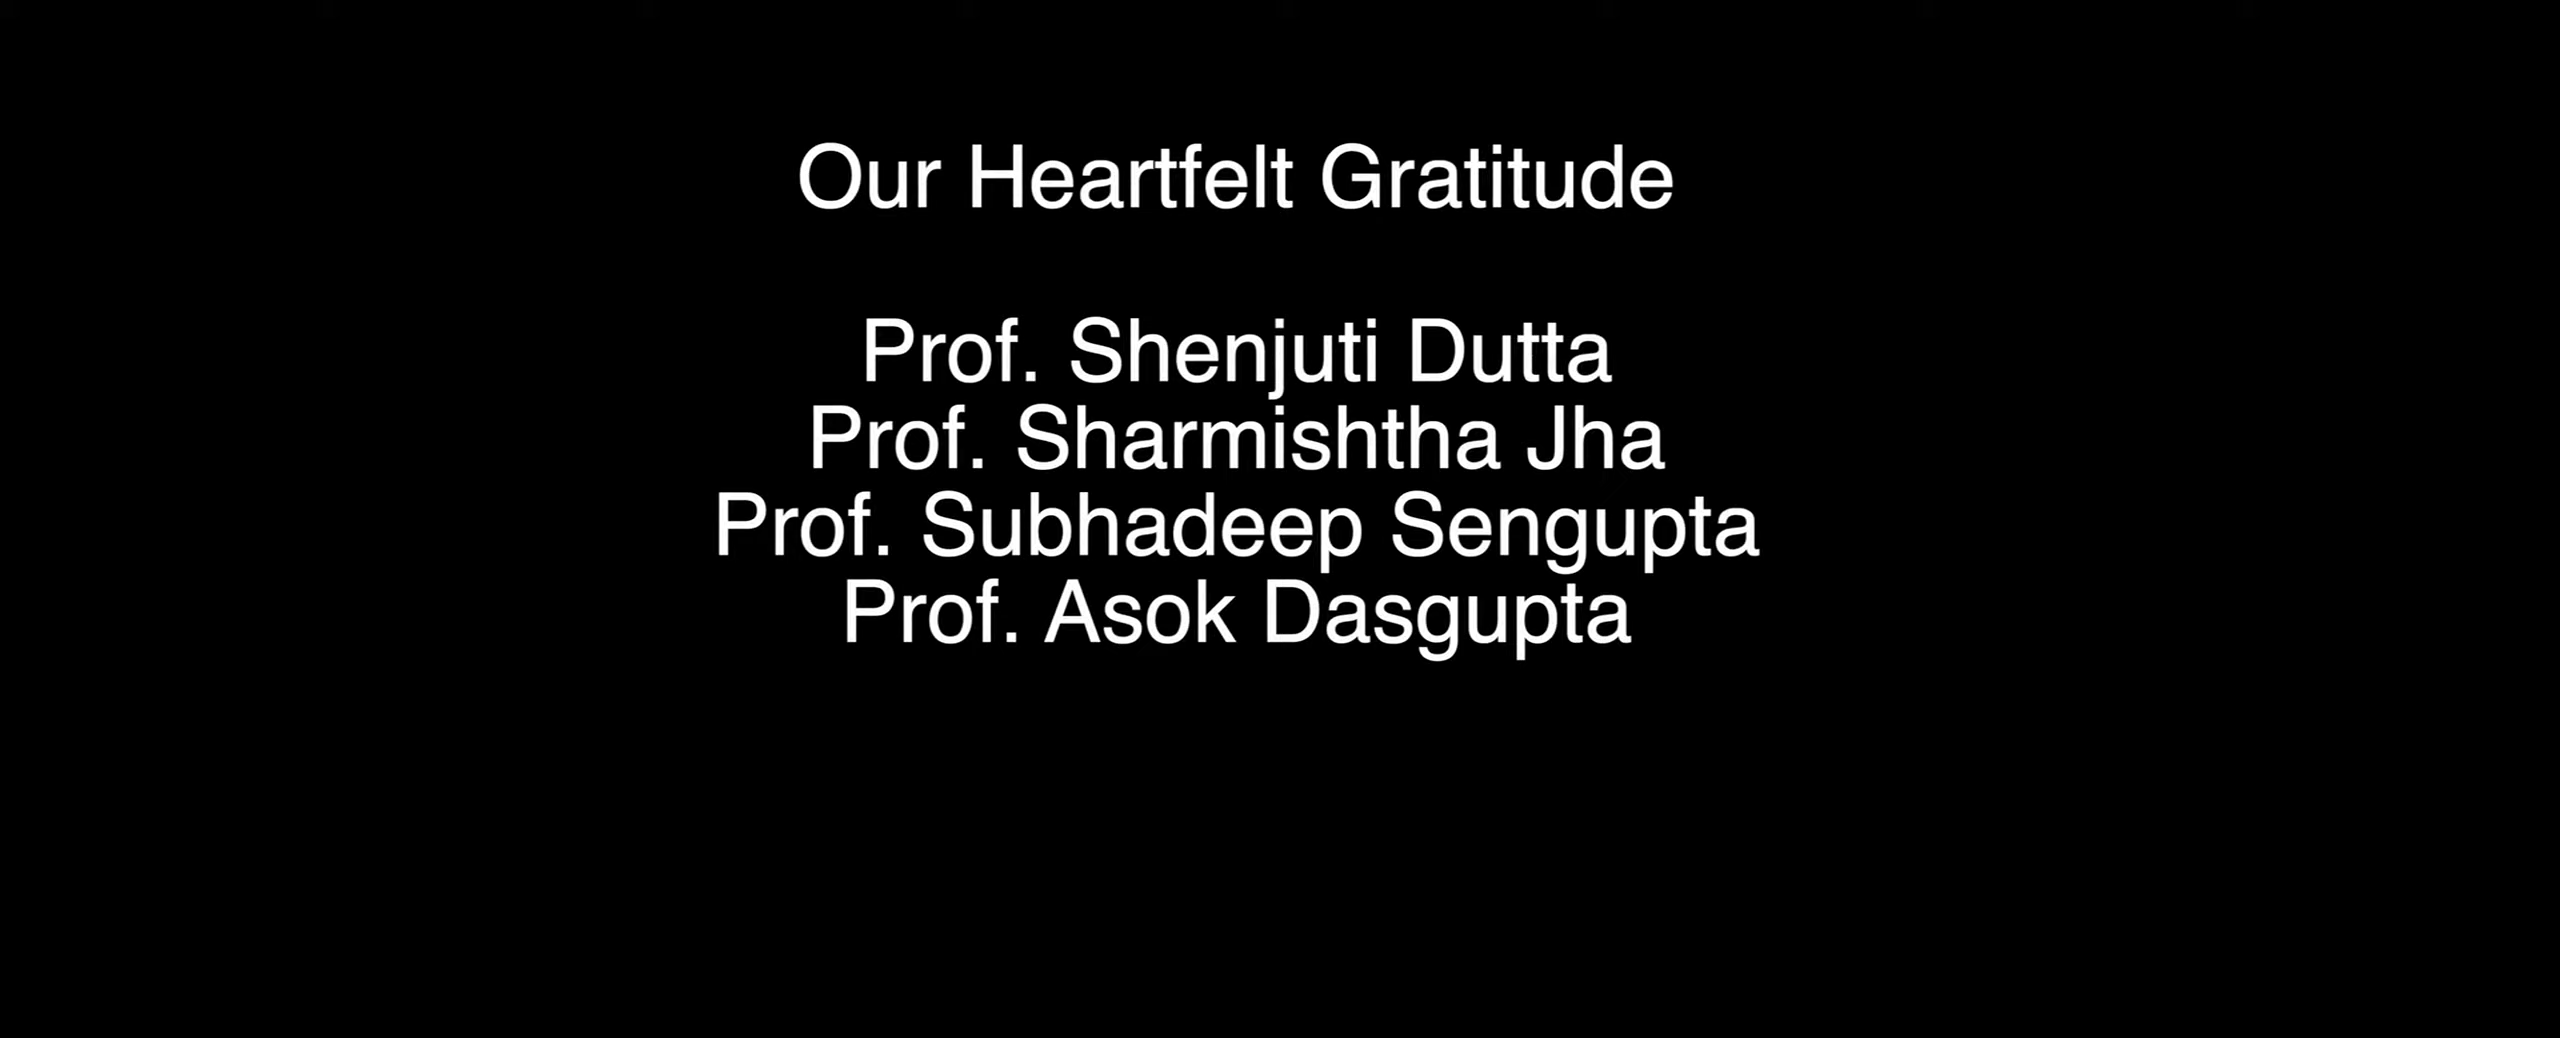 Our Heartfelt Gratitude
Prof. Shenjuti Dutta
Prof. Sharmishtha Jha
Prof. Subhadeep Sengupta
Prof. Asok Dasgupta